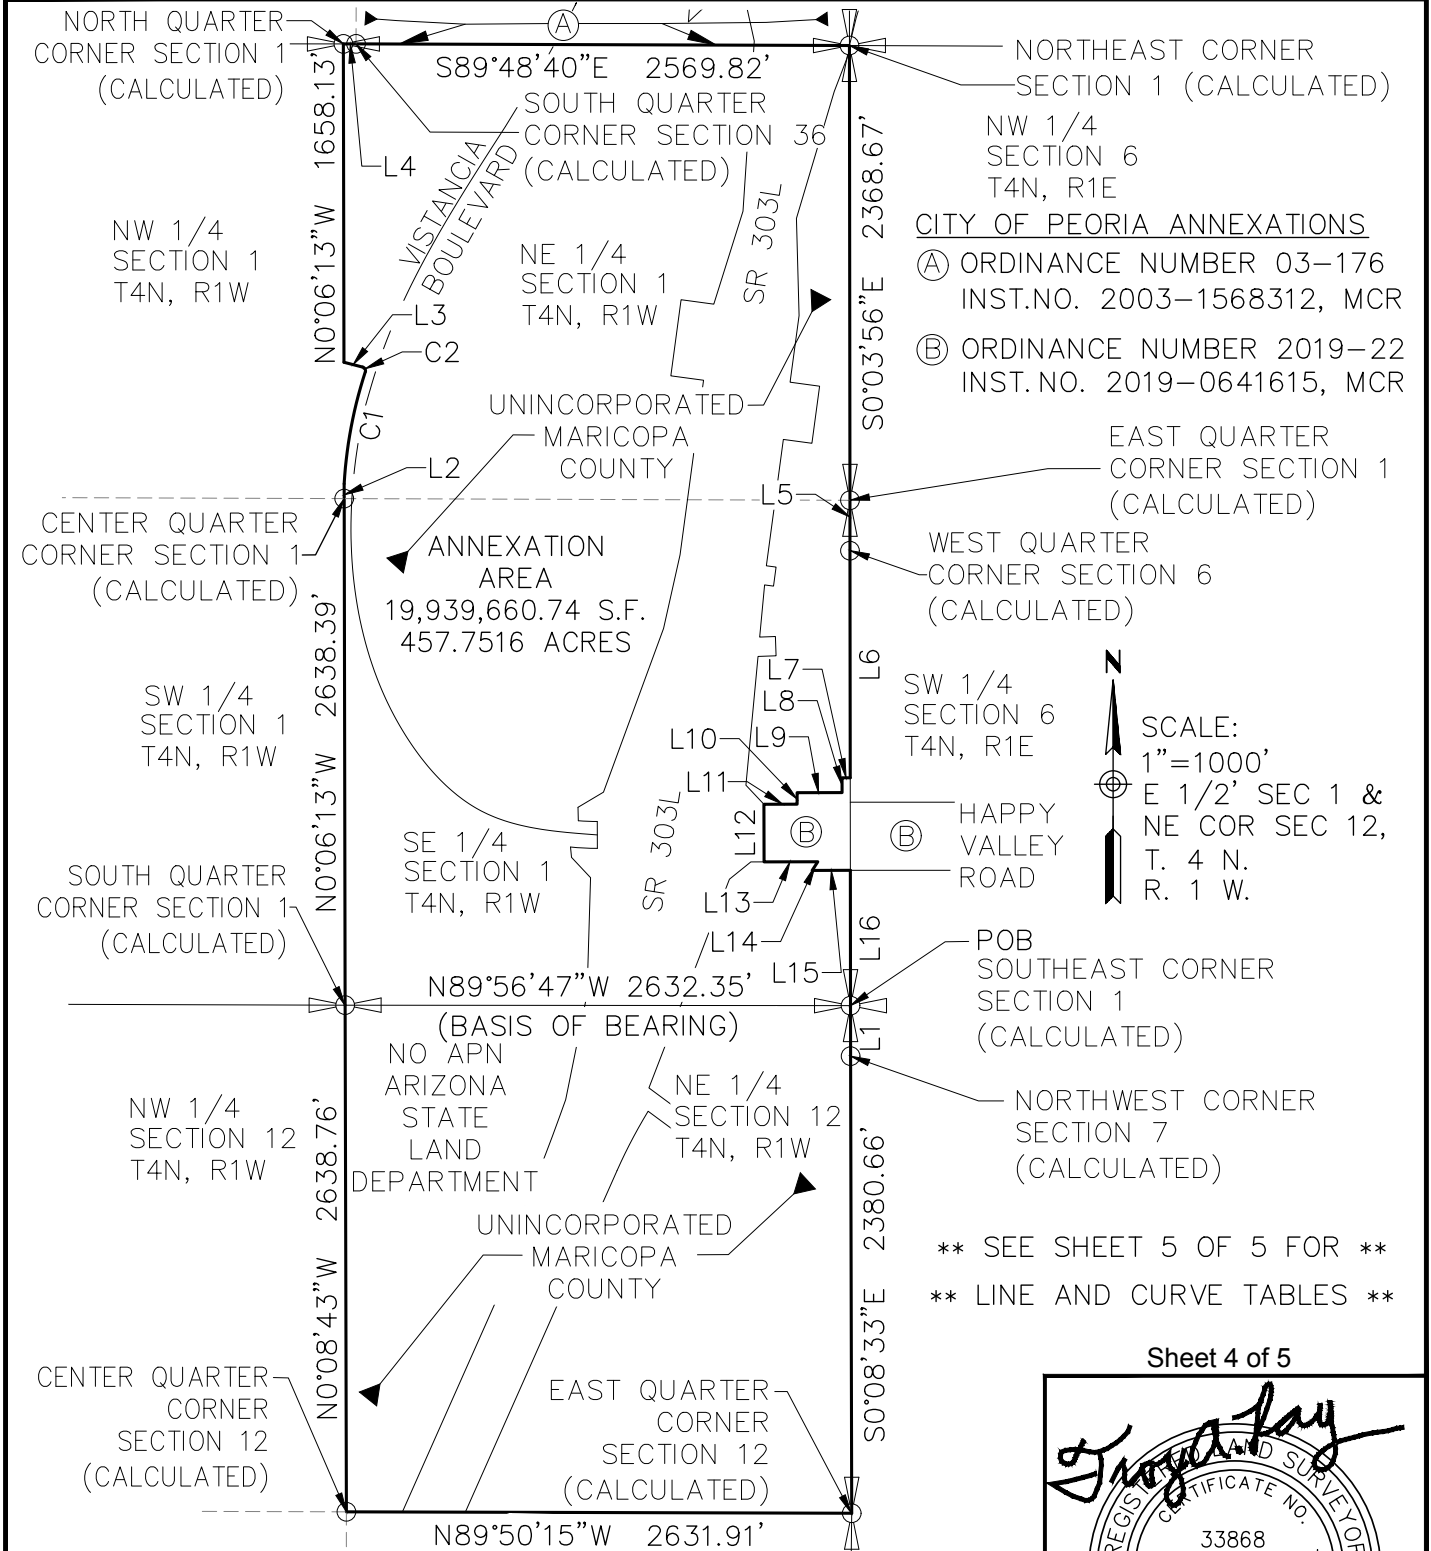 NORTH QUARTER
CORNER SECTION 1
(CALCULATED)
A
S89°48'40"E 2569.82'
NORTHEAST CORNER
SECTION 1 (CALCULATED)
SOUTH QUARTER
CORNER SECTION 36
(CALCULATED)
L4
1658.13'
N0°06'13"W
VISTANCIA
BOULEVARD
SR 303L
2368.67'
S0°03'56"E
NW 1/4
SECTION 6
T4N, R1E
NW 1/4
SECTION 1
T4N, R1W
NE 1/4
SECTION 1
T4N, R1W
CITY OF PEORIA ANNEXATIONS
A ORDINANCE NUMBER 03-176
INST.NO. 2003-1568312, MCR
B ORDINANCE NUMBER 2019-22
INST.NO. 2019-0641615, MCR
L3
C2
C1
UNINCORPORATED
MARICOPA
COUNTY
L2
L5
EAST QUARTER
CORNER SECTION 1
(CALCULATED)
CENTER QUARTER
CORNER SECTION 1
(CALCULATED)
ANNEXATION
AREA
19,939,660.74 S.F.
457.7516 ACRES
WEST QUARTER
CORNER SECTION 6
(CALCULATED)
2638.39'
N0°06'13"W
L6
L7
L8
L9
L10
L11
L12
SW 1/4
SECTION 1
T4N, R1W
SW 1/4
SECTION 6
T4N, R1E
N
SCALE:
1"=1000'
E 1/2' SEC 1 &
NE COR SEC 12,
T. 4 N.
R. 1 W.
B
B
HAPPY
VALLEY
ROAD
SE 1/4
SECTION 1
T4N, R1W
SR 303L
L13
L14
L15
L16
SOUTH QUARTER
CORNER SECTION 1
(CALCULATED)
POB
SOUTHEAST CORNER
SECTION 1
(CALCULATED)
N89°56'47"W 2632.35'
(BASIS OF BEARING)
L1
NO APN
ARIZONA
STATE
LAND
DEPARTMENT
NE 1/4
SECTION 12
T4N, R1W
NW 1/4
SECTION 12
T4N, R1W
NORTHWEST CORNER
SECTION 7
(CALCULATED)
2638.76'
N0°08'43"W
2380.66'
S0°08'33"E
UNINCORPORATED
MARICOPA
COUNTY
** SEE SHEET 5 OF 5 FOR **
** LINE AND CURVE TABLES **
CENTER QUARTER
CORNER
SECTION 12
(CALCULATED)
EAST QUARTER
CORNER
SECTION 12
(CALCULATED)
N89°50'15"W 2631.91'
Sheet 4 of 5
LAND SURVEYOR
CERTIFICATE NO.
33868